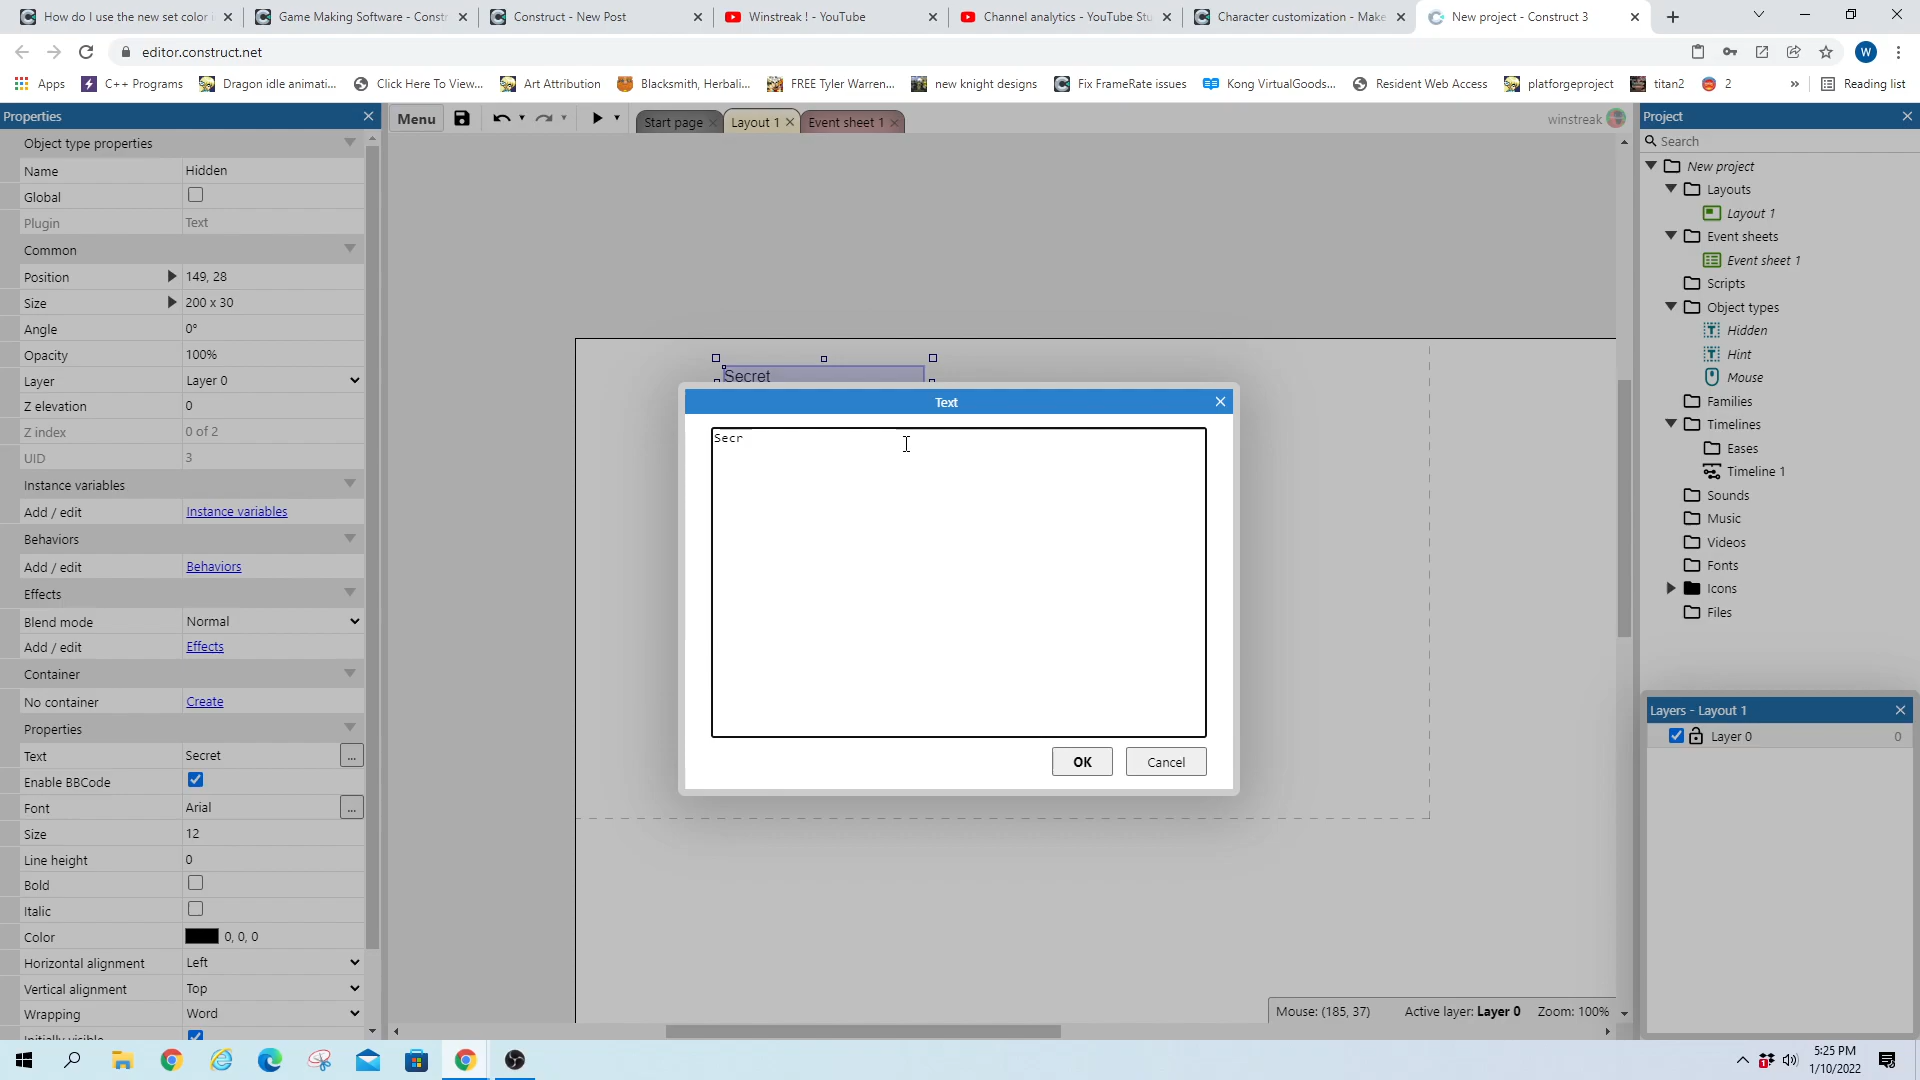 How do I use the new set color i
Game Making Software - Constr
Construct - New Post
Winstreak ! - YouTube
Channel analytics - YouTube Stu
Character customization - Make
New project - Construct 3
editor.construct.net
W
Apps
C++ Programs
Dragon idle animati...
Click Here To View...
Art Attribution
Blacksmith, Herbali...
FREE Tyler Warren...
new knight designs
Fix FrameRate issues
Kong VirtualGoods...
Resident Web Access
platforgeproject
titan2
2
»
Reading list
Properties
Menu
Start page
Layout 1
Event sheet 1
winstreak
Project
Object type properties
Name Hidden
Global
Plugin Text
Common
Position 149, 28
Size 200 x 30
Angle 0°
Opacity 100%
Layer Layer 0
Z elevation 0
Z index 0 of 2
UID 3
Instance variables
Add / edit Instance variables
Behaviors
Add / edit Behaviors
Effects
Blend mode Normal
Add / edit Effects
Container
No container Create
Properties
Text Secret ...
Enable BBCode
Font Arial ...
Size 12
Line height 0
Bold
Italic
Color 0, 0, 0
Horizontal alignment Left
Vertical alignment Top
Wrapping Word
Initially visible
Secret
Text
Secr
OK
Cancel
Mouse: (185, 37) Active layer: Layer 0 Zoom: 100%
Search
New project
Layouts
Layout 1
Event sheets
Event sheet 1
Scripts
Object types
Hidden
Hint
Mouse
Families
Timelines
Eases
Timeline 1
Sounds
Music
Videos
Fonts
Icons
Files
Layers - Layout 1
Layer 0 0
5:25 PM
1/10/2022